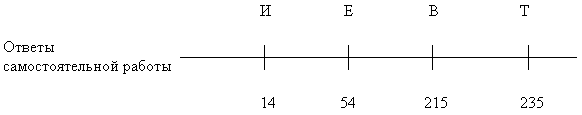 И Е В Т
Ответы
самостоятельной работы
14 54 215 235